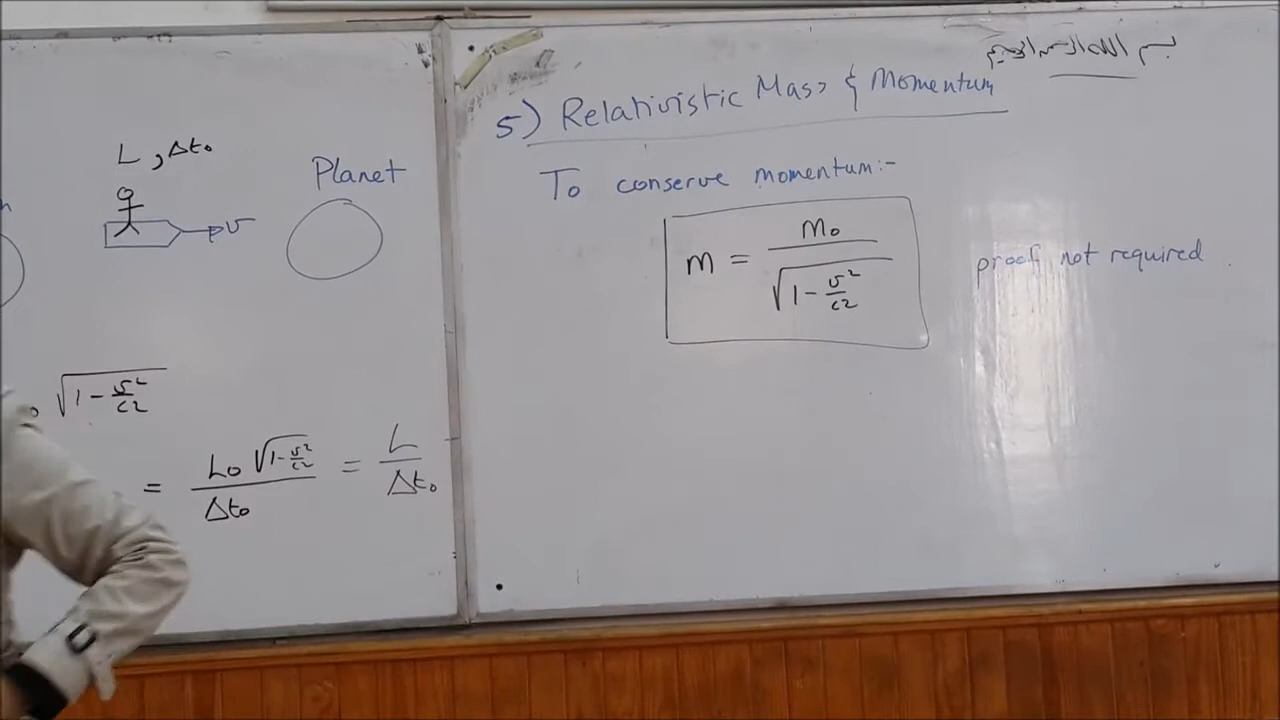 L, Δt₀
Planet
v
√(1 - v²/c²)
= L₀ √(1 - v²/c²) / Δt₀ = L / Δt₀
بسم الله الرحمن الرحيم
5) Relativistic Mass & Momentum
To conserve momentum:-
m = m₀ / √(1 - v²/c²)
proof not required